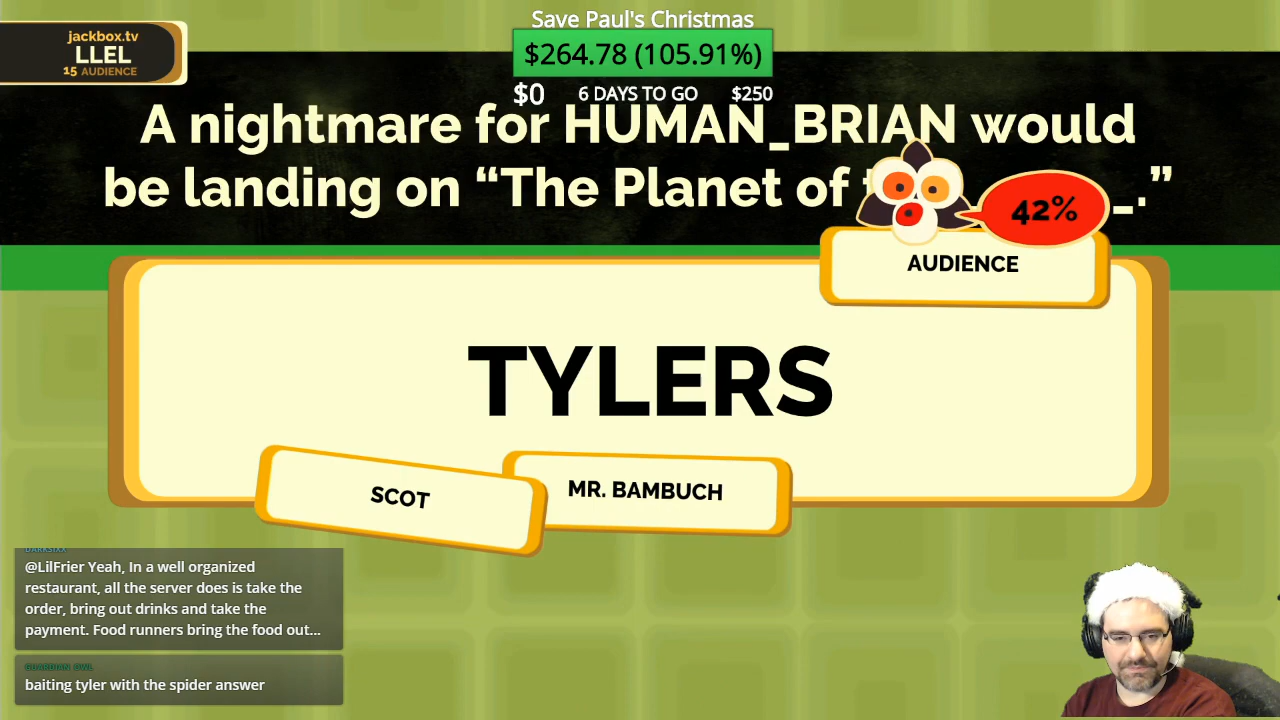 jackbox.tv
LLEL
15 AUDIENCE
Save Paul's Christmas
$264.78 (105.91%)
$0 6 DAYS TO GO $250
A nightmare for HUMAN_BRIAN would
be landing on “The Planet of _.”
42%
AUDIENCE
TYLERS
SCOT
MR. BAMBUCH
DARKSIXX
@LilFrier Yeah, In a well organized
restaurant, all the server does is take the
order, bring out drinks and take the
payment. Food runners bring the food out...
GUARDIAN_OWL
baiting tyler with the spider answer